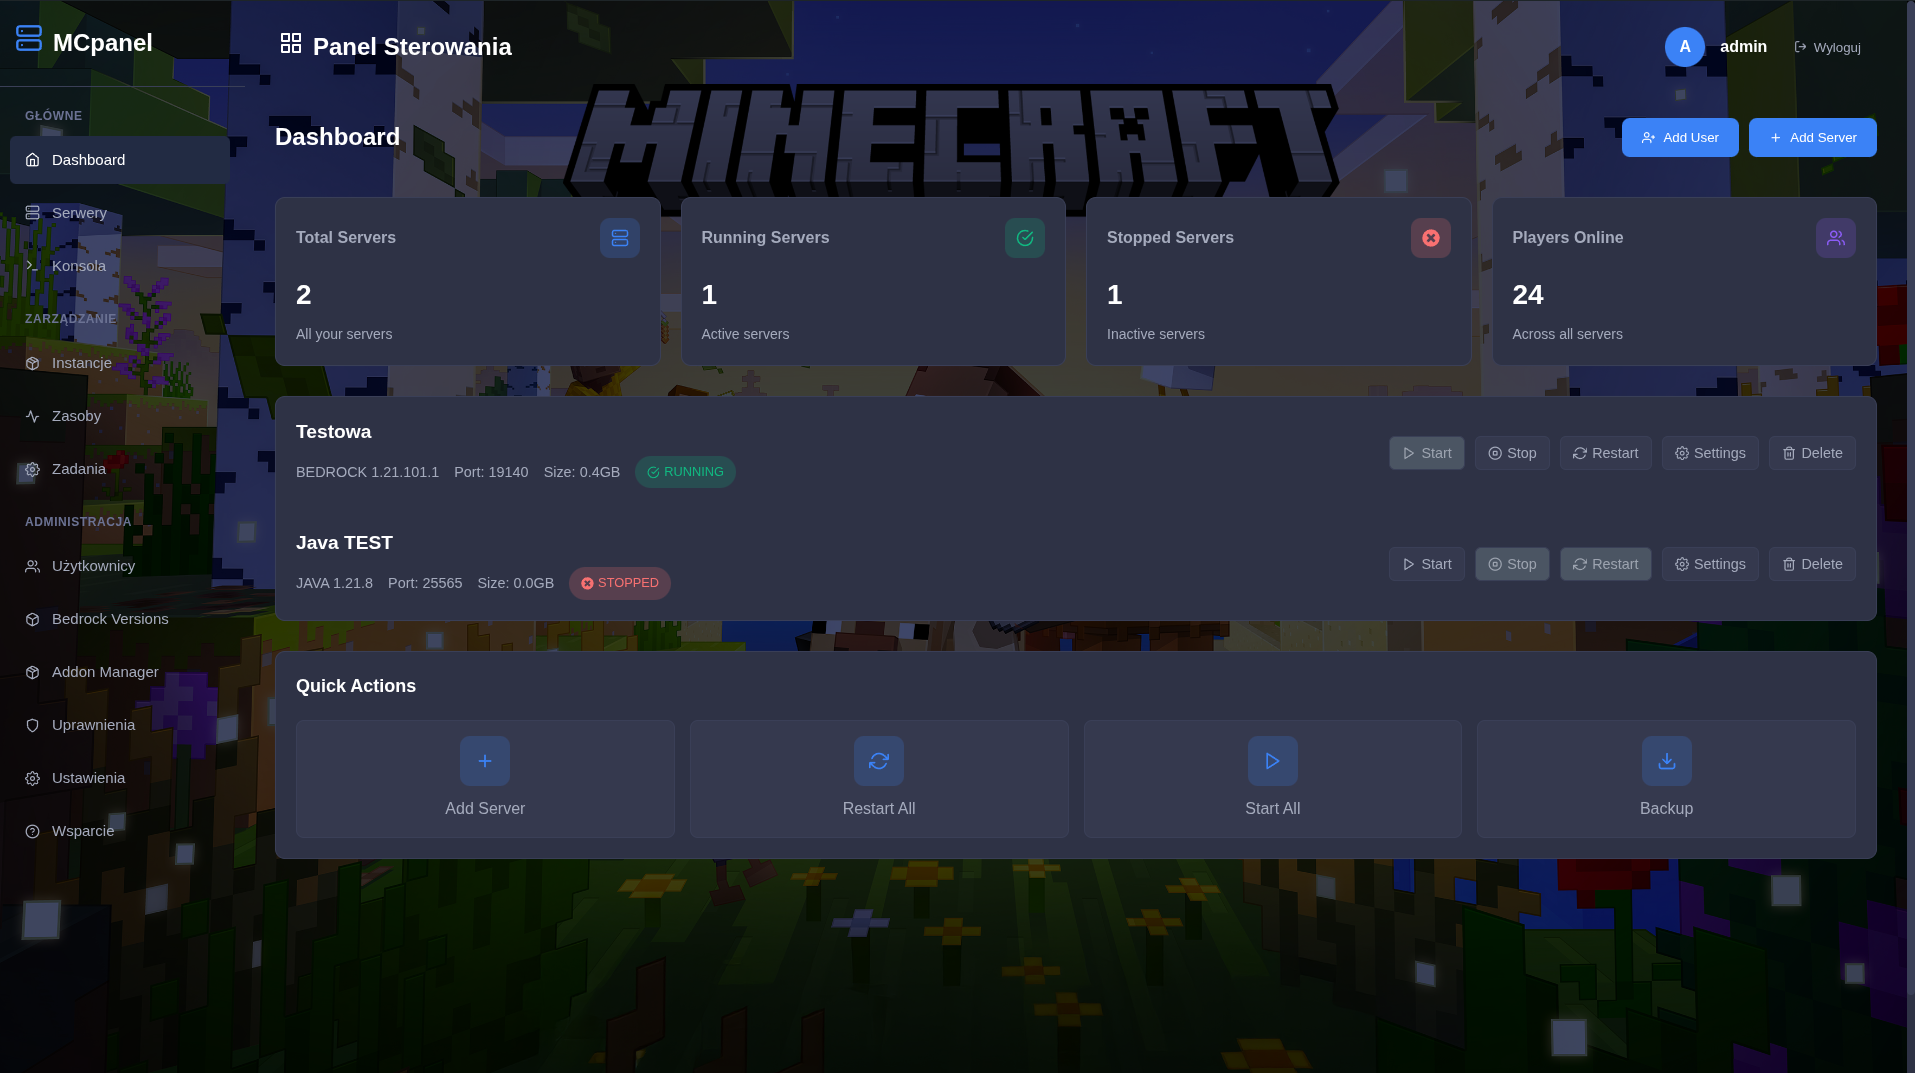 MCpanel
Panel Sterowania
A admin Wyloguj
MINECRAFT
GŁÓWNE
Dashboard
Serwery
Konsola
ZARZĄDZANIE
Instancje
Zasoby
Zadania
ADMINISTRACJA
Użytkownicy
Bedrock Versions
Addon Manager
Uprawnienia
Ustawienia
Wsparcie
Dashboard
Add User Add Server
Total Servers
2
All your servers
Running Servers
1
Active servers
Stopped Servers
1
Inactive servers
Players Online
24
Across all servers
Testowa
BEDROCK 1.21.101.1 Port: 19140 Size: 0.4GB RUNNING
Start Stop Restart Settings Delete
Java TEST
JAVA 1.21.8 Port: 25565 Size: 0.0GB STOPPED
Start Stop Restart Settings Delete
Quick Actions
Add Server Restart All Start All Backup